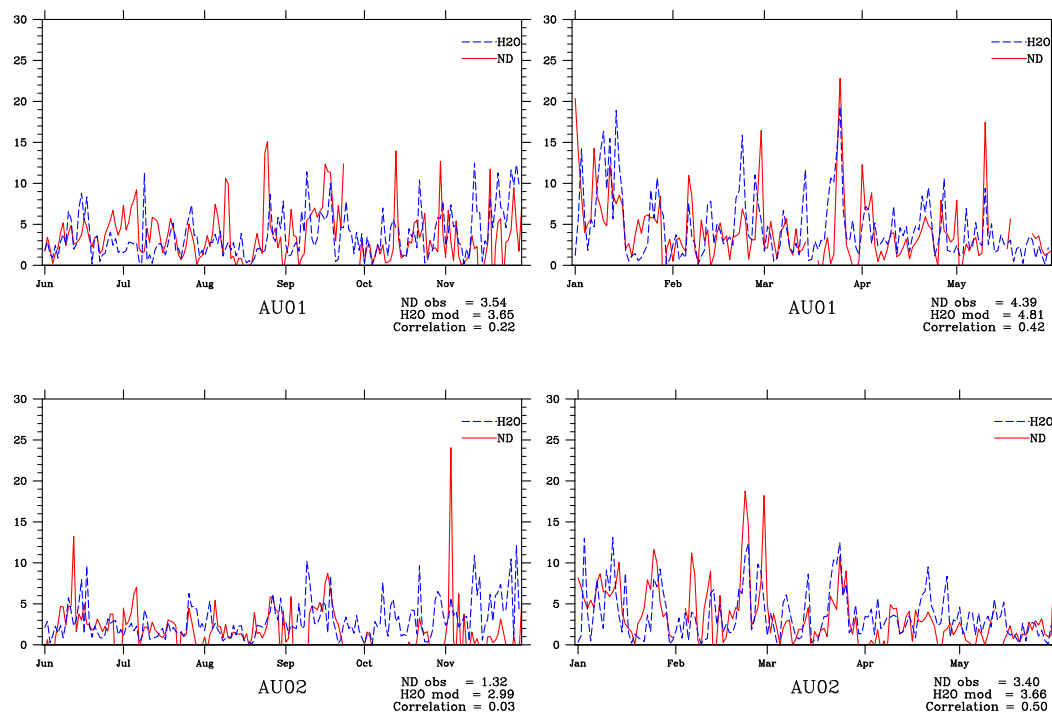 30
25
20
15
10
5
0
H2O
ND
Jun Jul Aug Sep Oct Nov
AU01
ND obs = 3.54
H2O mod = 3.65
Correlation = 0.22
30
25
20
15
10
5
0
H2O
ND
Jan Feb Mar Apr May
AU01
ND obs = 4.39
H2O mod = 4.81
Correlation = 0.42
30
25
20
15
10
5
0
H2O
ND
Jun Jul Aug Sep Oct Nov
AU02
ND obs = 1.32
H2O mod = 2.99
Correlation = 0.03
30
25
20
15
10
5
0
H2O
ND
Jan Feb Mar Apr May
AU02
ND obs = 3.40
H2O mod = 3.66
Correlation = 0.50